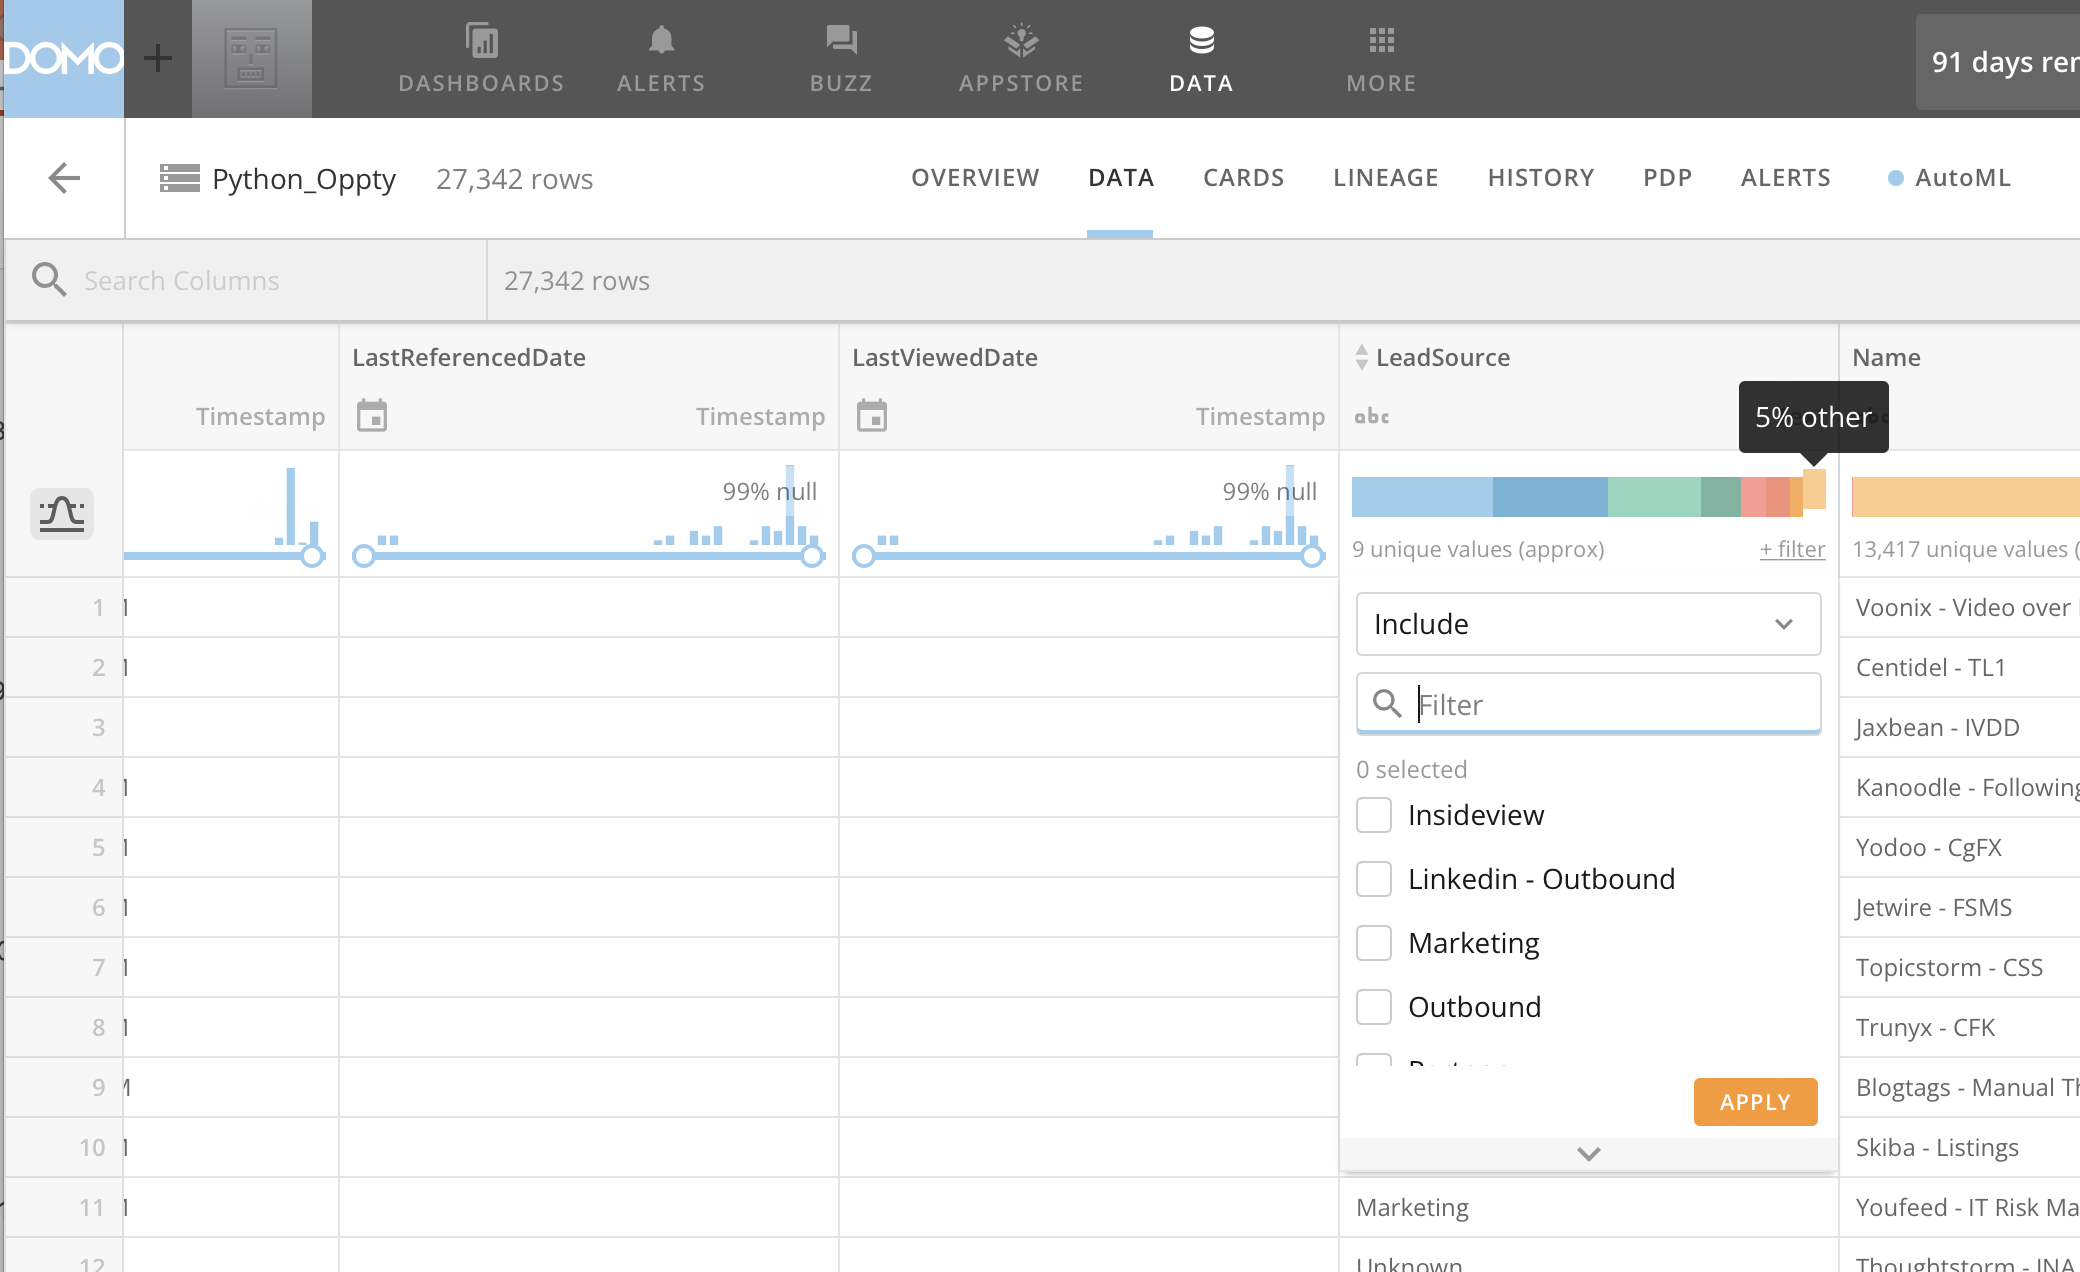 DOMO
DASHBOARDS
ALERTS
BUZZ
APPSTORE
DATA
MORE
91 days
Python_Oppty
27,342 rows
OVERVIEW
DATA
CARDS
LINEAGE
HISTORY
PDP
ALERTS
AutoML
Search Columns
27,342 rows
LastReferencedDate
LastViewedDate
LeadSource
Name
Timestamp
Timestamp
Timestamp
abc
5% other
99% null
99% null
9 unique values (approx)
+ filter
13,417 unique values (
Include
Filter
0 selected
Insideview
Linkedin - Outbound
Marketing
Outbound
APPLY
1
Voonix - Video over
2
Centidel - TL1
3
Jaxbean - IVDD
4
Kanoodle - Following
5
Yodoo - CgFX
6
Jetwire - FSMS
7
Topicstorm - CSS
8
Trunyx - CFK
9
Blogtags - Manual
10
Skiba - Listings
11
Marketing
Youfeed - IT Risk
12
Unknown
Thoughtstorm - INA